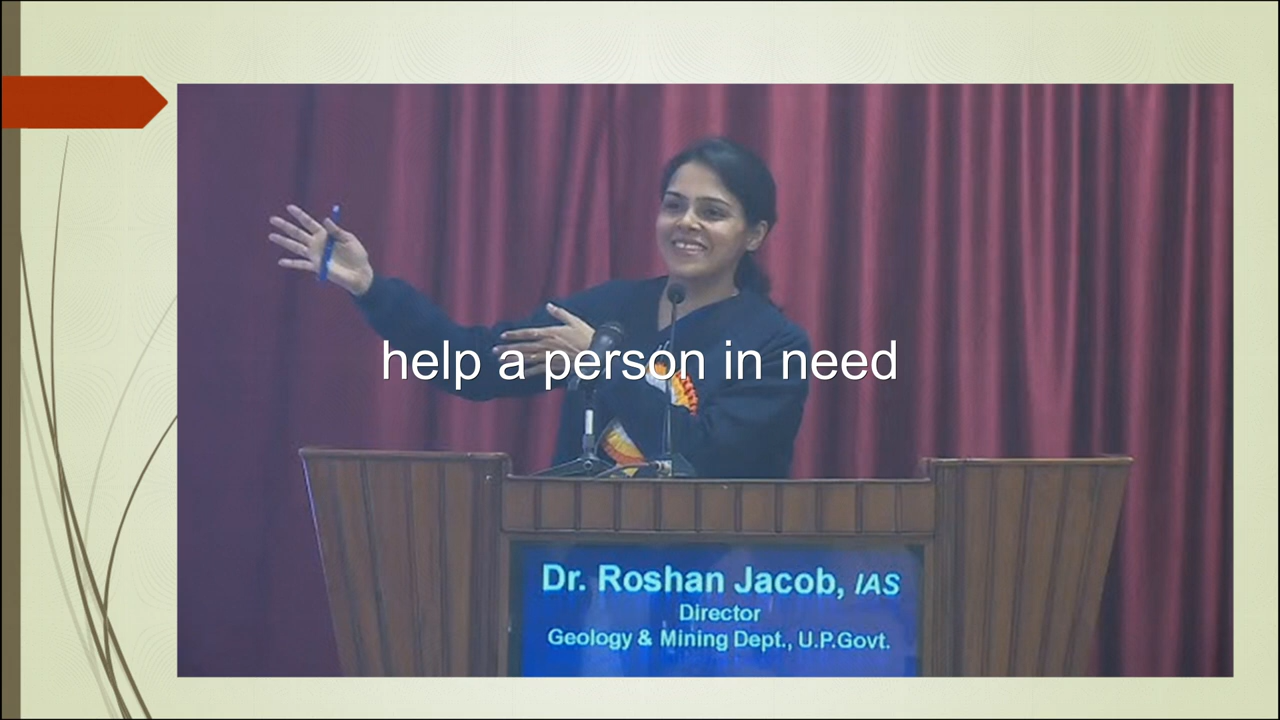 help a person in need
Dr. Roshan Jacob, IAS
Director
Geology & Mining Dept., U.P.Govt.